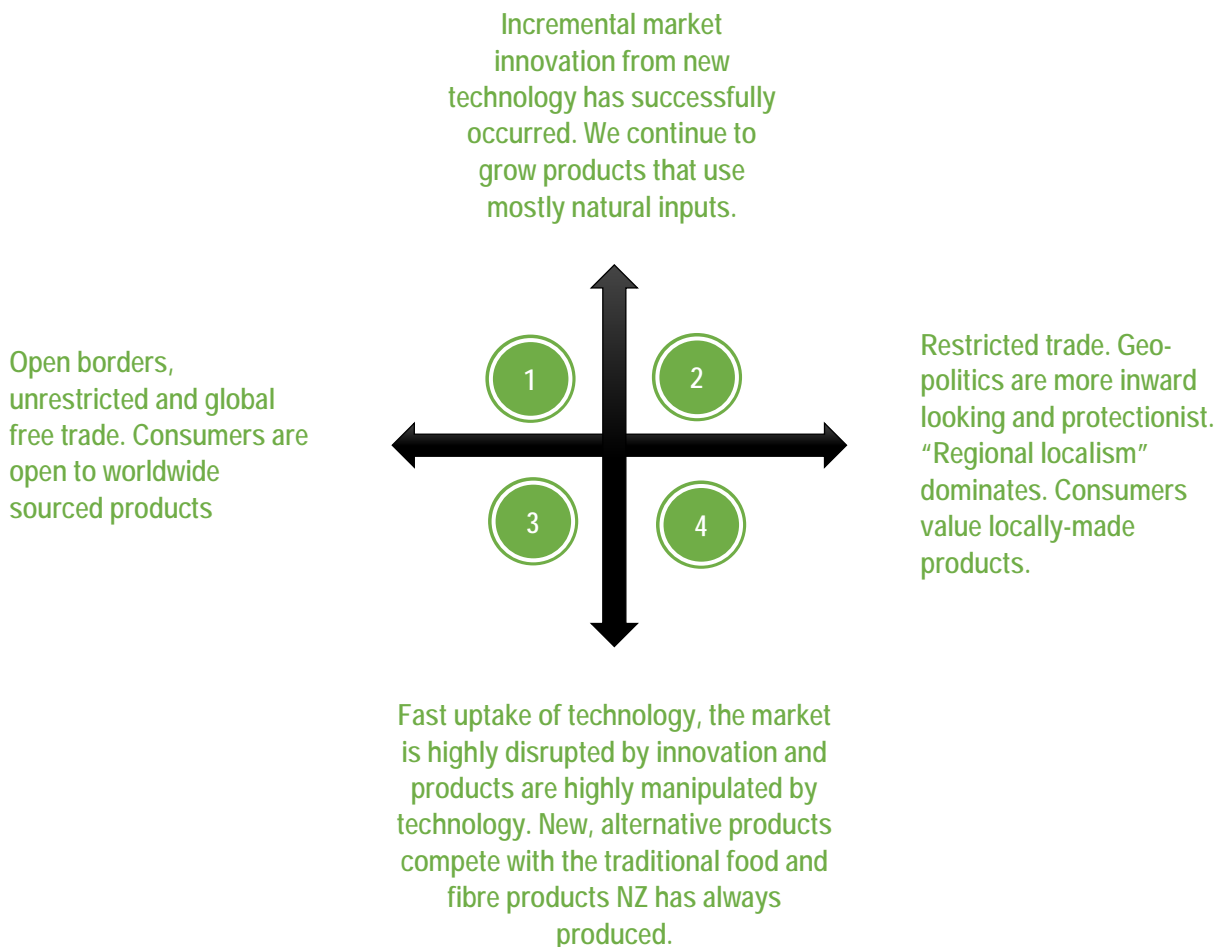 Incremental market
innovation from new
technology has successfully
occurred. We continue to
grow products that use
mostly natural inputs.
Open borders,
unrestricted and global
free trade. Consumers are
open to worldwide
sourced products
1
2
3
4
Restricted trade. Geo-
politics are more inward
looking and protectionist.
“Regional localism”
dominates. Consumers
value locally-made
products.
Fast uptake of technology, the market
is highly disrupted by innovation and
products are highly manipulated by
technology. New, alternative products
compete with the traditional food and
fibre products NZ has always
produced.